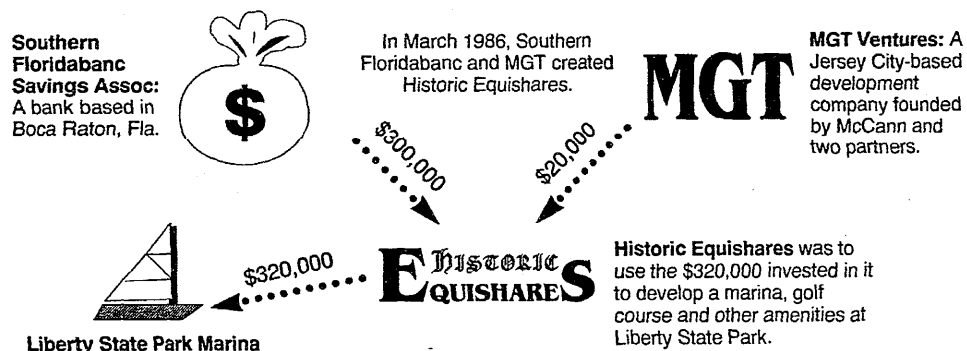 Southern
Floridabanc
Savings Assoc:
A bank based in
Boca Raton, Fla.
$
In March 1986, Southern
Floridabanc and MGT created
Historic Equishares.
MGT
MGT Ventures: A
Jersey City-based
development
company founded
by McCann and
two partners.
$300,000
$20,000
$320,000
HISTORIC
EQUISHARES
Historic Equishares was to
use the $320,000 invested in it
to develop a marina, golf
course and other amenities at
Liberty State Park.
Liberty State Park Marina